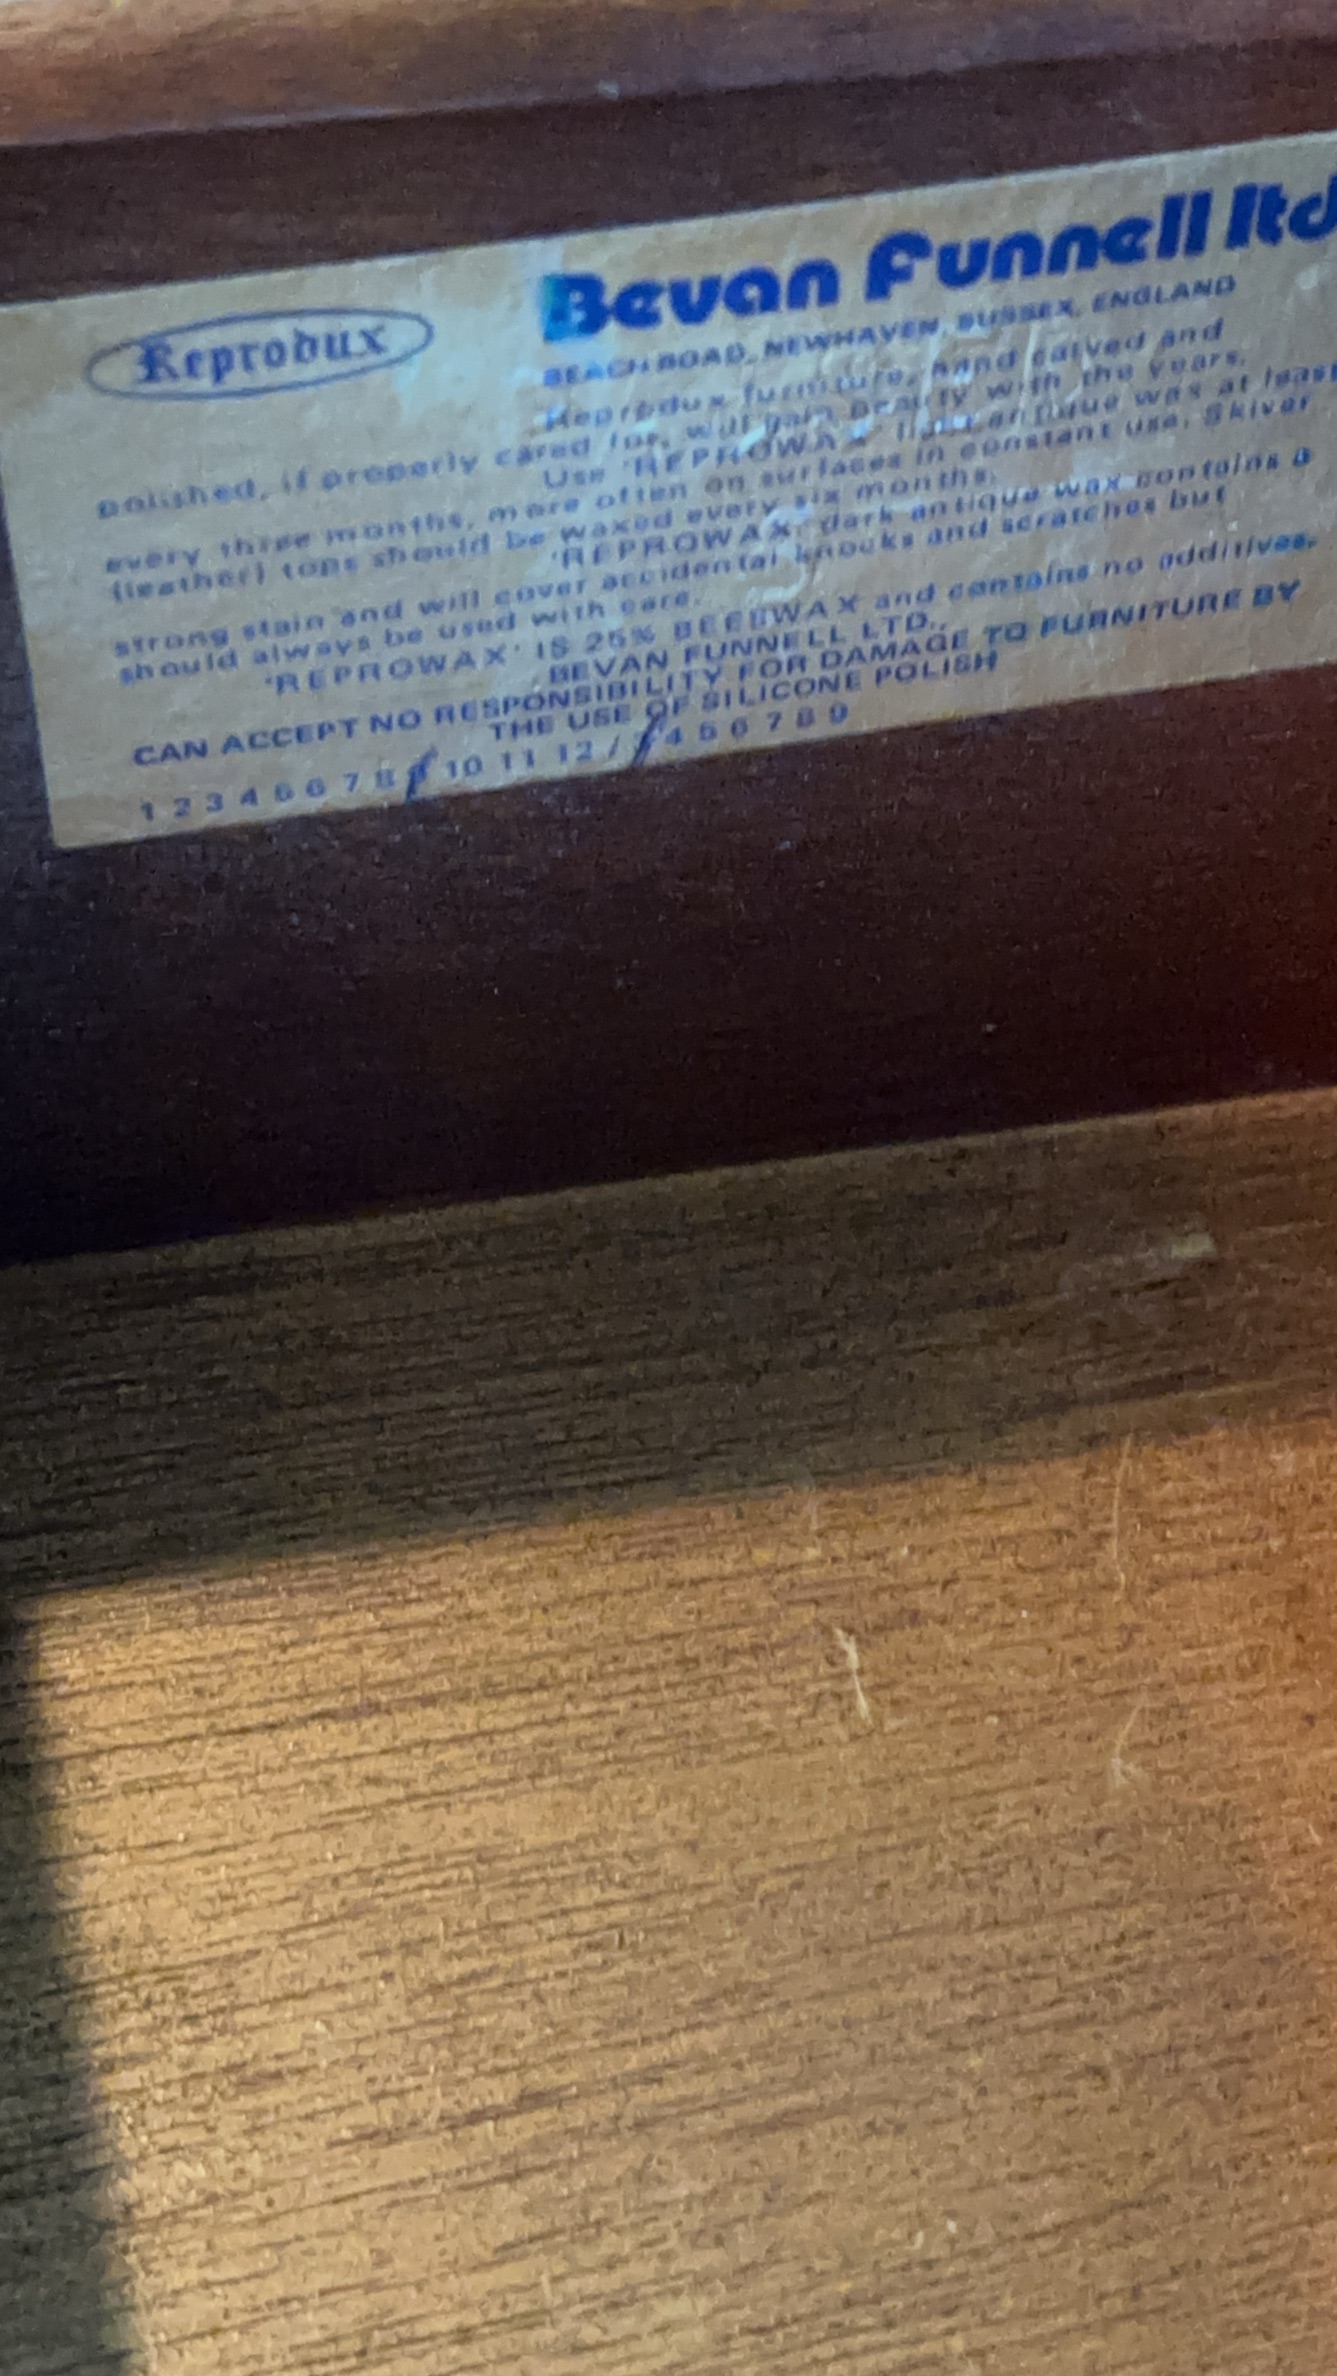 Bevan Funnell ltd
Reprodux
BEACH ROAD, NEWHAVEN, SUSSEX, ENGLAND
Reprodux furniture, hand carved and
polished, if properly cared for, will gain beauty with the years.
Use 'REPROWAX' light antique wax at least
every three months, more often on surfaces in constant use. Skiver
(leather) tops should be waxed every six months.
'REPROWAX' dark antique wax contains a
strong stain and will cover accidental knocks and scratches but
should always be used with care.
'REPROWAX' IS 25% BEESWAX and contains no additives.
BEVAN FUNNELL LTD.,
CAN ACCEPT NO RESPONSIBILITY FOR DAMAGE TO FURNITURE BY
THE USE OF SILICONE POLISH
1 2 3 4 5 6 7 8 9 10 11 12 / 4 5 6 7 8 9